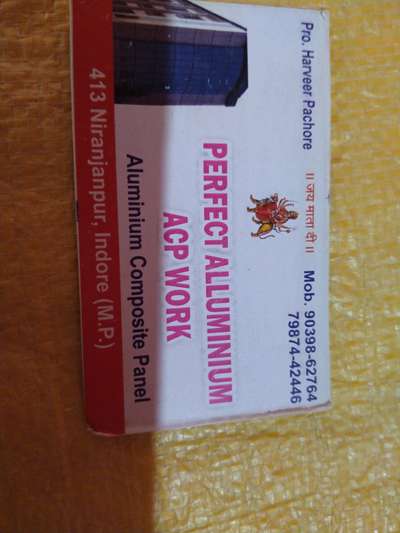 Pro. Harveer Pachore
।। जय माता दी ।।
Mob. 90398-62764
79874-42446
PERFECT ALLUMINIUM
ACP WORK
Aluminium Composite Panel
413 Niranjanpur, Indore (M.P.)